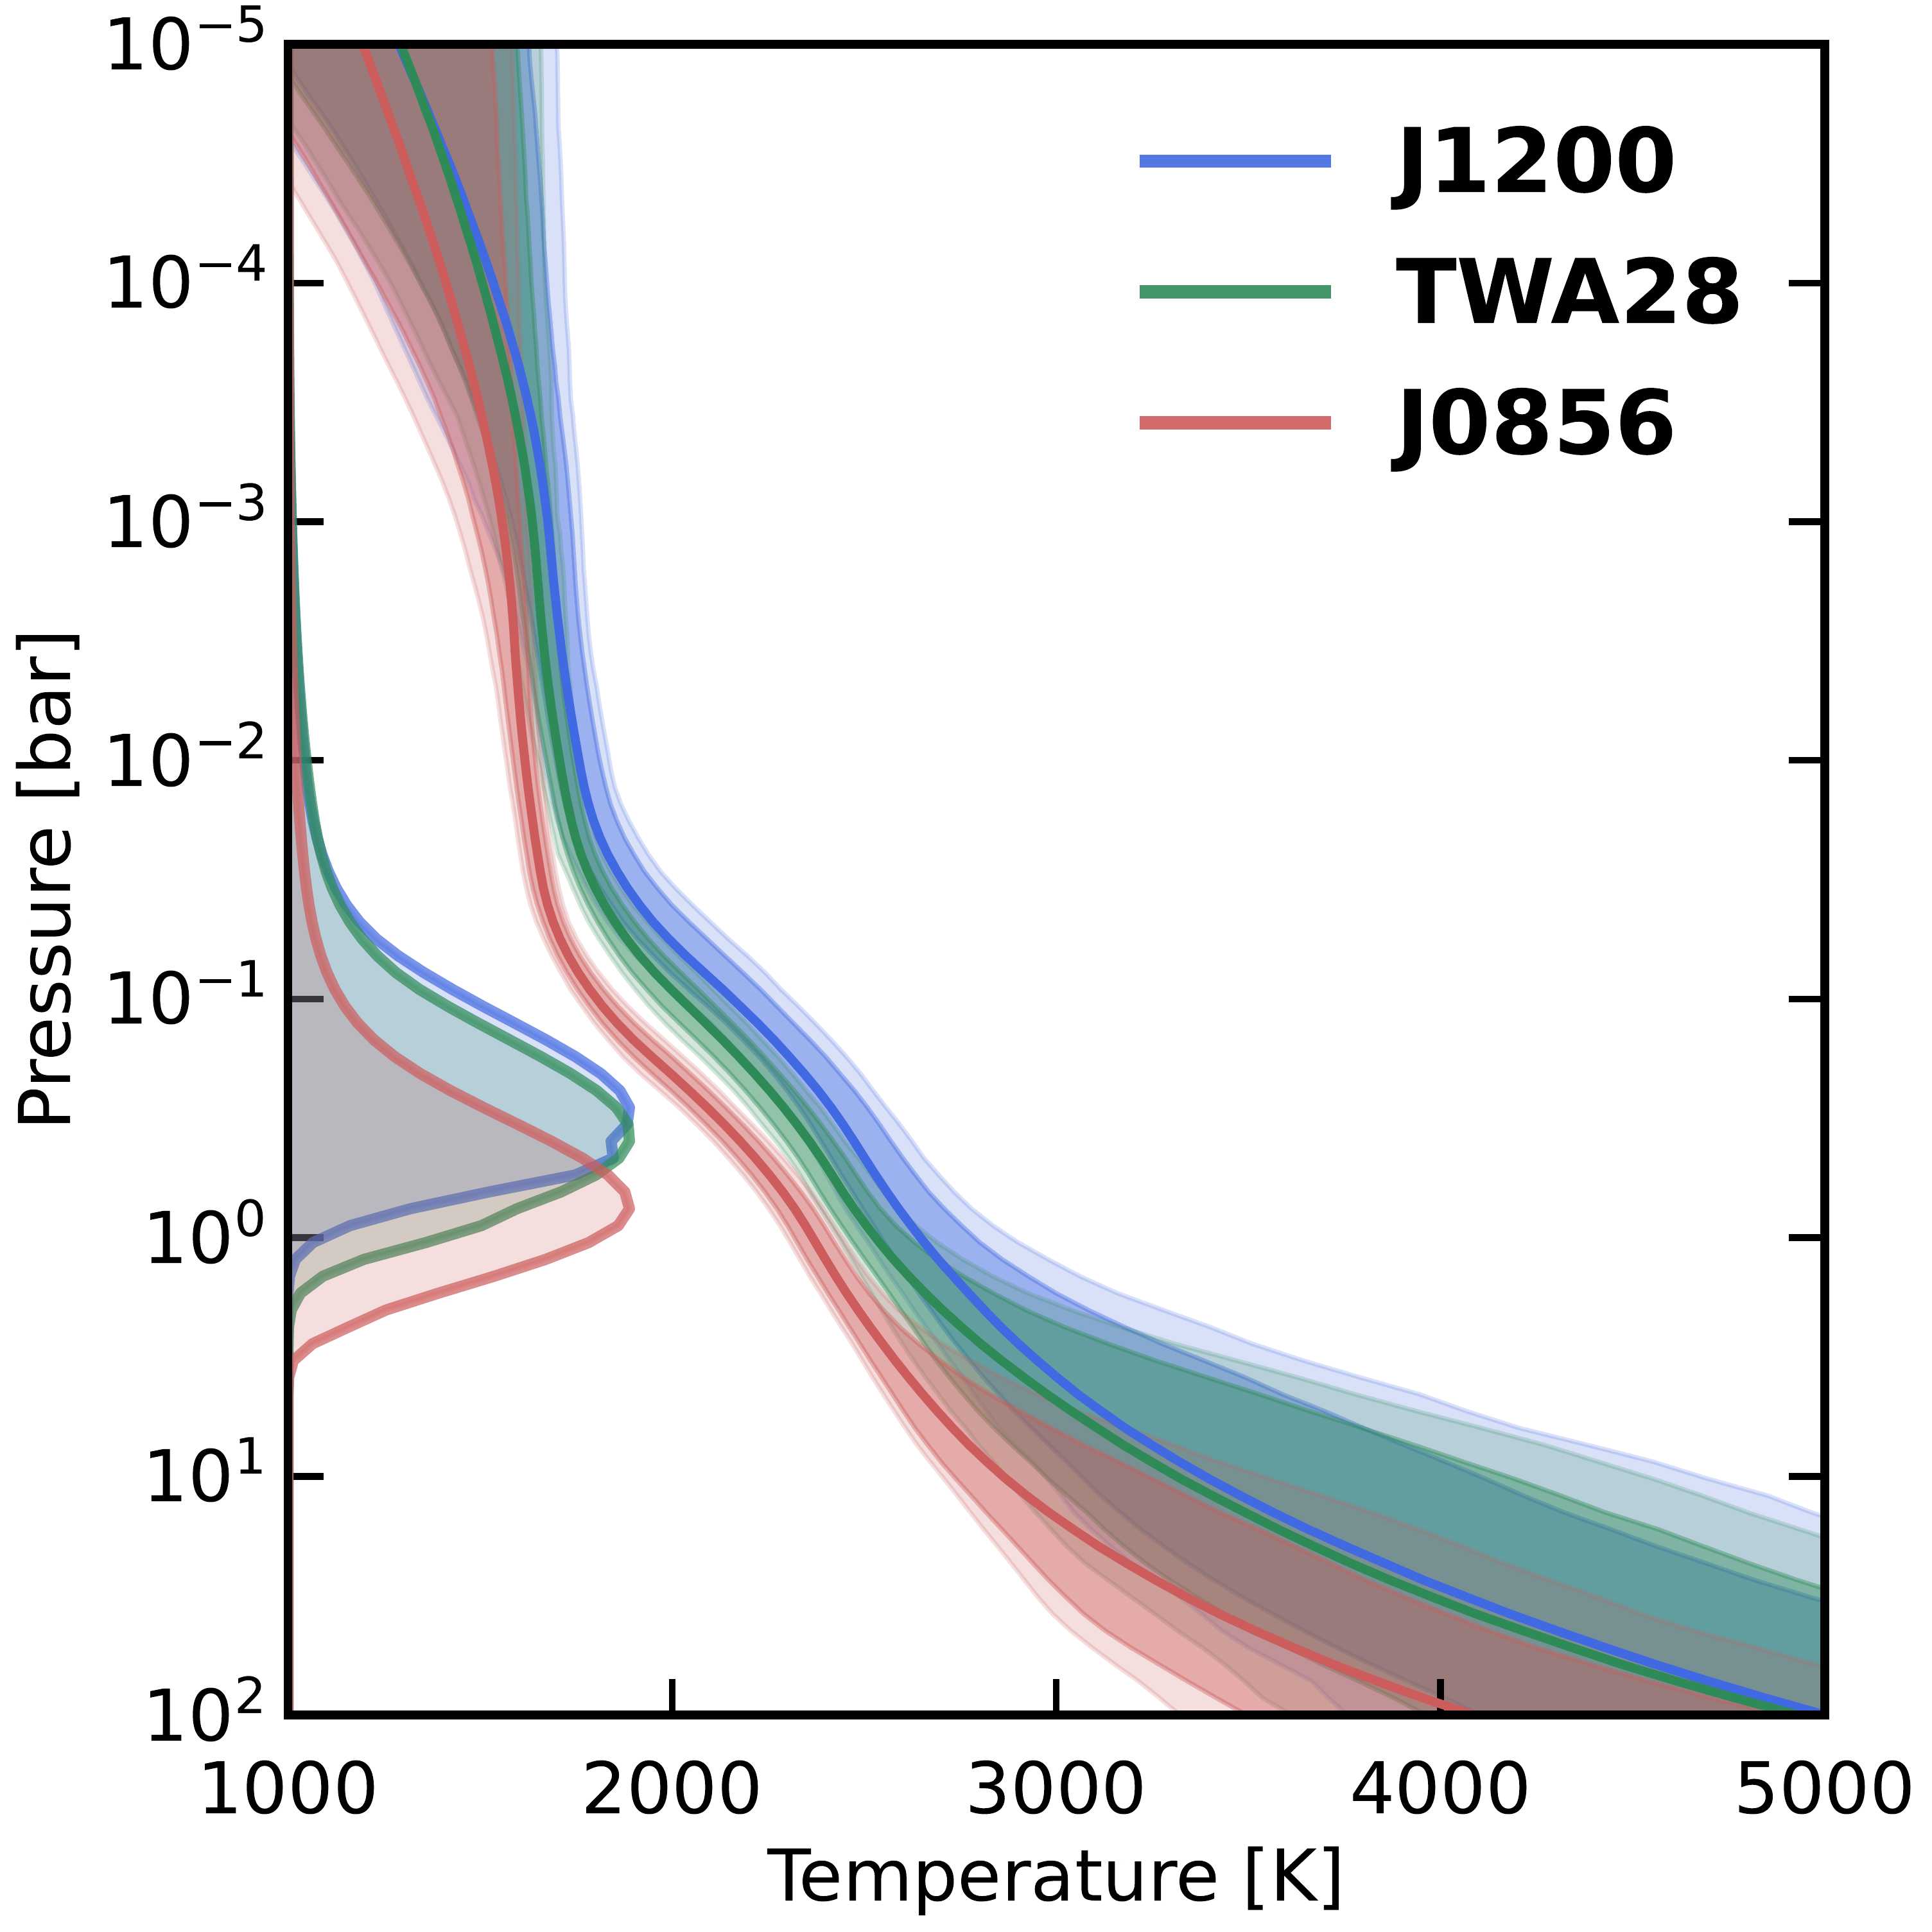 10⁻⁵
J1200
TWA28
10⁻⁴
J0856
10⁻³
10⁻²
Pressure [bar]
10⁻¹
10⁰
10¹
10²
1000 2000 3000 4000 5000
Temperature [K]